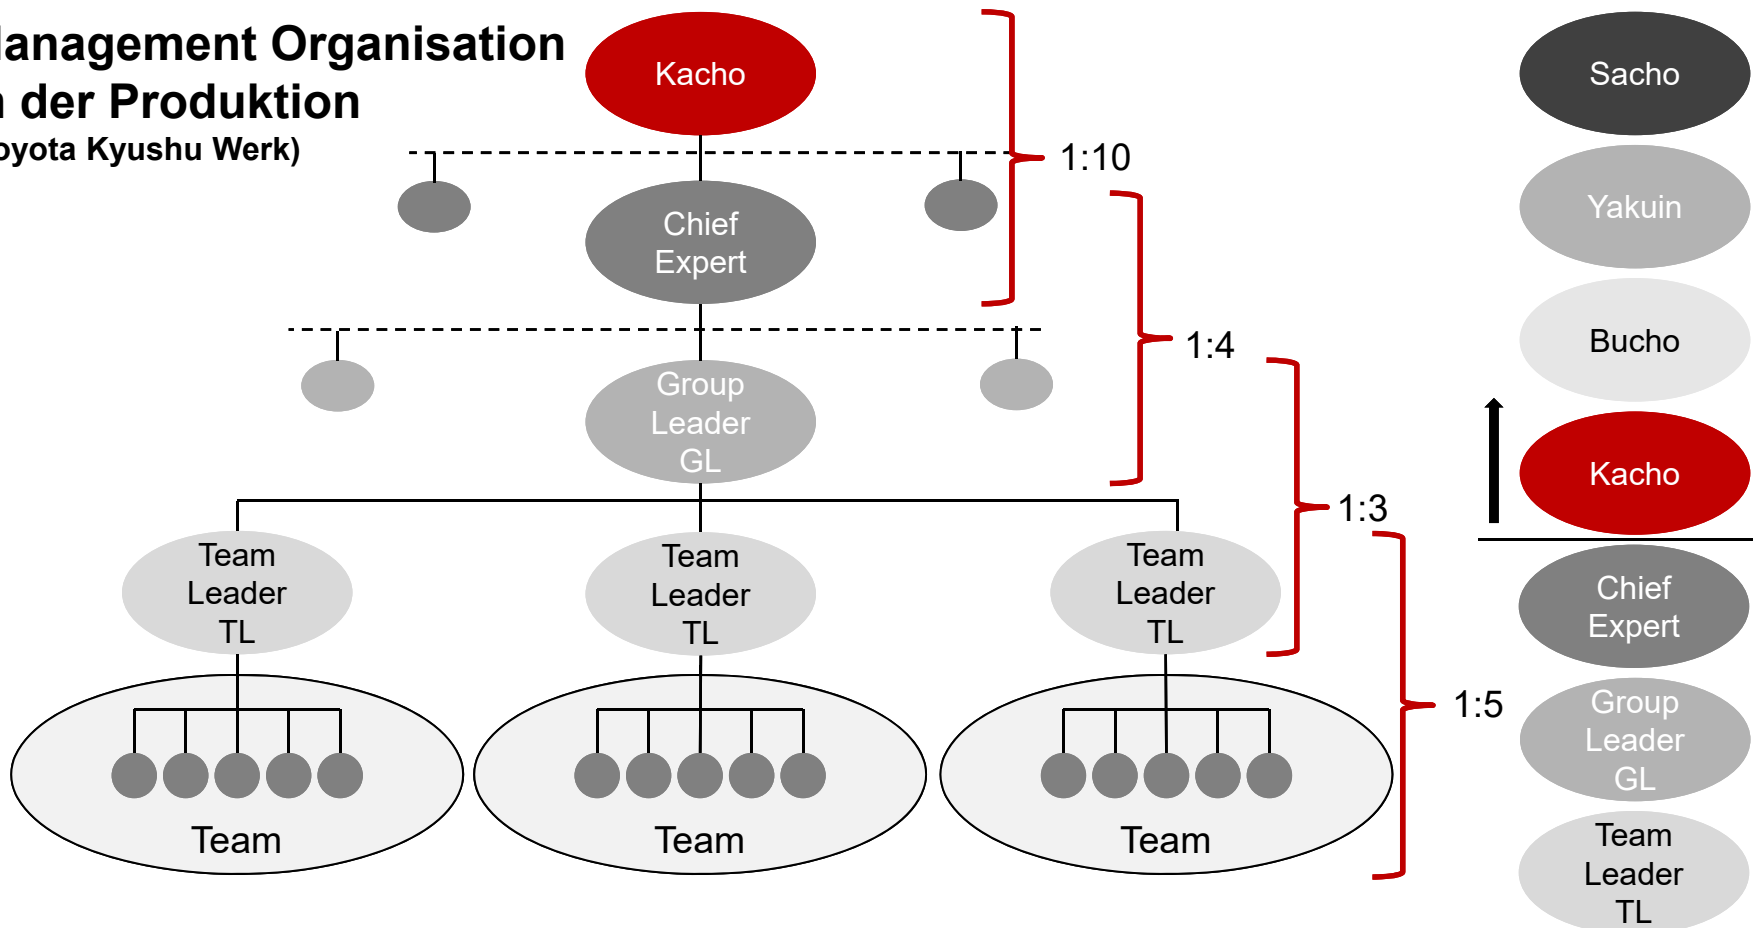 anagement Organisation
der Produktion
oyota Kyushu Werk)
Kacho
1:10
Chief
Expert
1:4
Group
Leader
GL
1:3
Team
Leader
TL
Team
Leader
TL
Team
Leader
TL
1:5
Team
Team
Team
Sacho
Yakuin
Bucho
Kacho
Chief
Expert
Group
Leader
GL
Team
Leader
TL